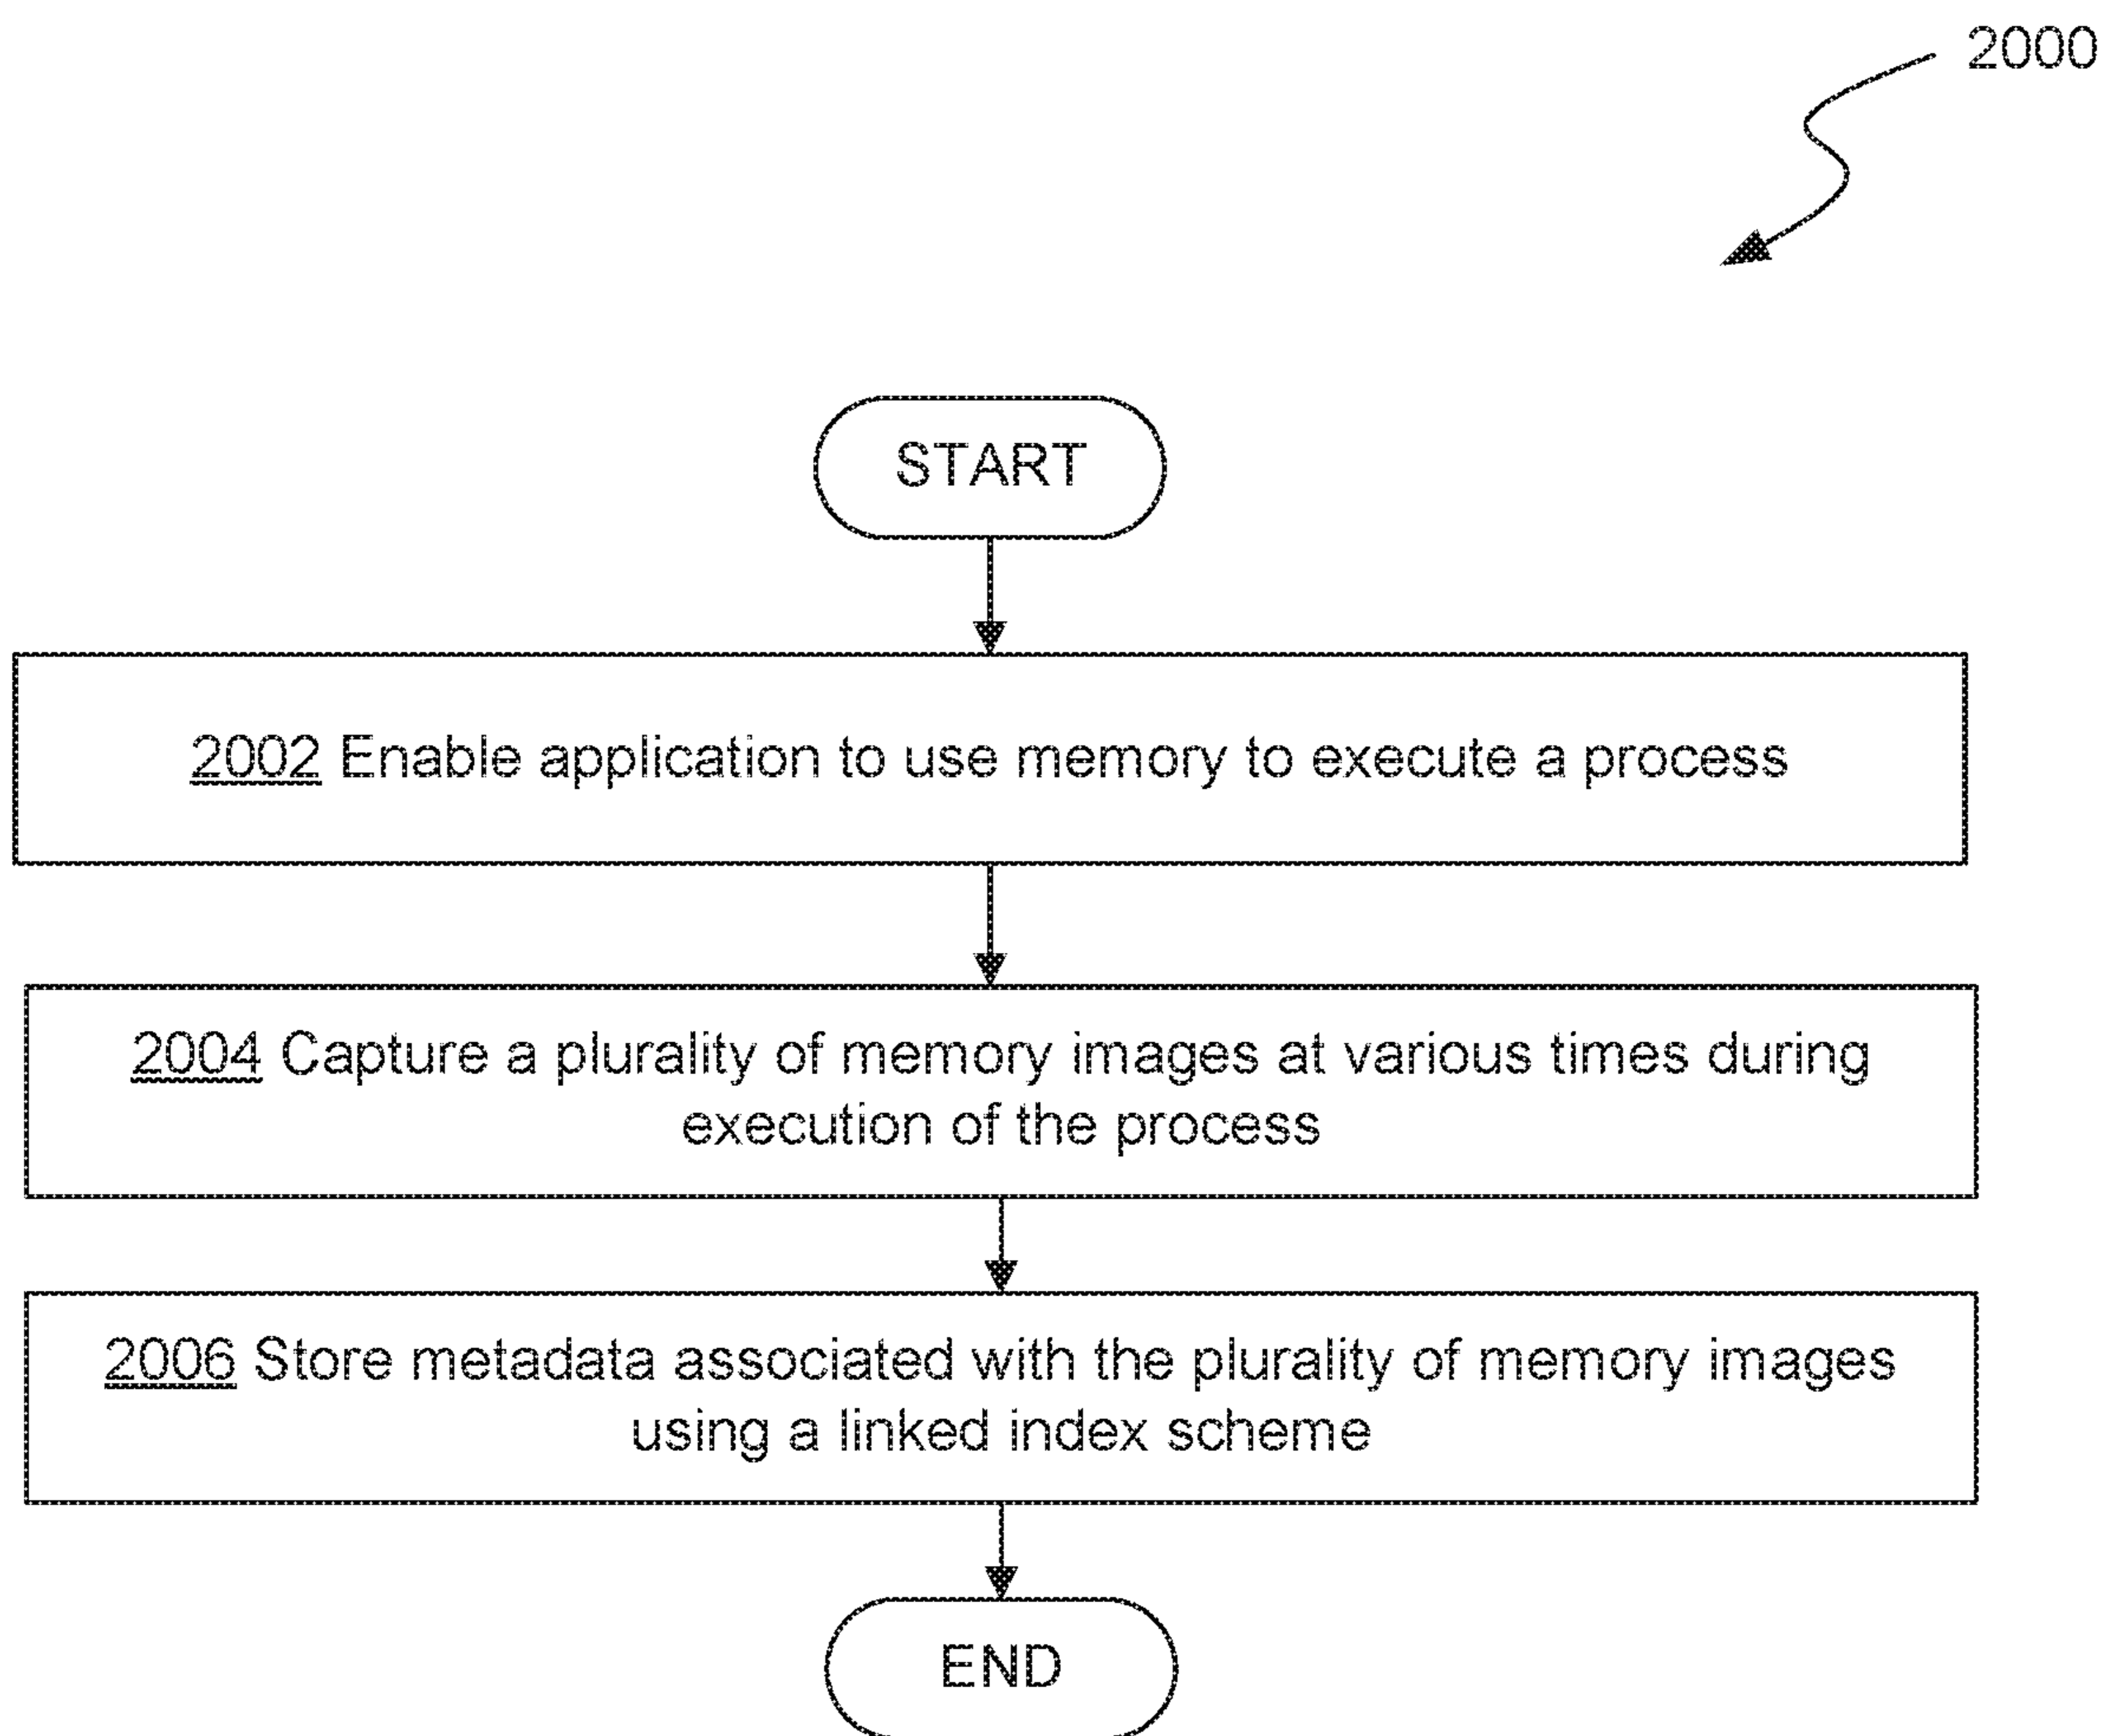 2000
START
2002 Enable application to use memory to execute a process
2004 Capture a plurality of memory images at various times during
execution of the process
2006 Store metadata associated with the plurality of memory images
using a linked index scheme
END